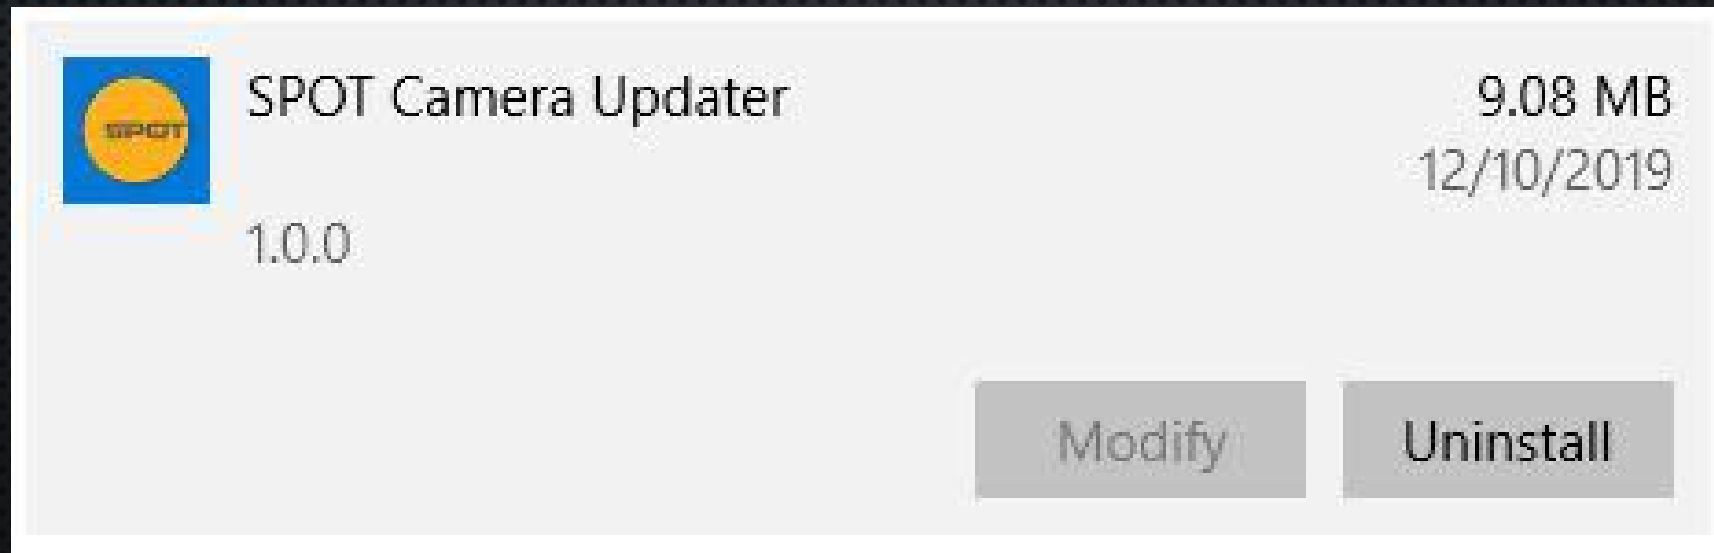 SPOT
SPOT Camera Updater
9.08 MB
12/10/2019
1.0.0
Modify
Uninstall